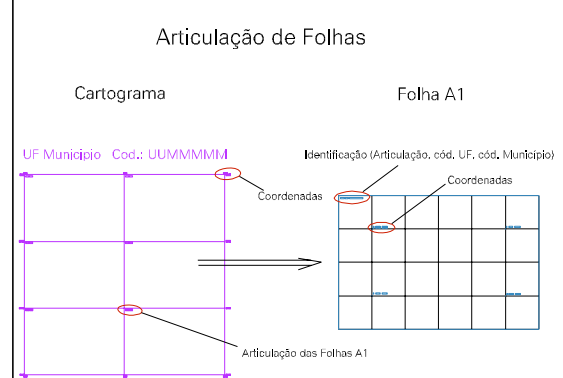 Articulação de Folhas
Cartograma
Folha A1
UF Município Cod.: UUMMMMM
Identificação (Articulação, cód. UF, cód. Município)
Coordenadas
Coordenadas
Articulação das Folhas A1